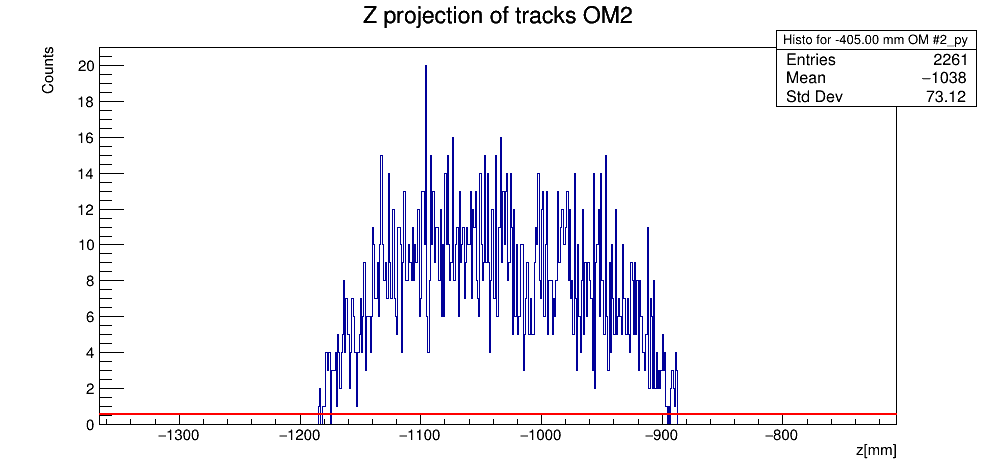 Z projection of tracks OM2
Histo for -405.00 mm OM #2_py
Entries 2261
Mean −1038
Std Dev 73.12
Counts
20
18
16
14
12
10
8
6
4
2
0
−1300 −1200 −1100 −1000 −900 −800
z[mm]